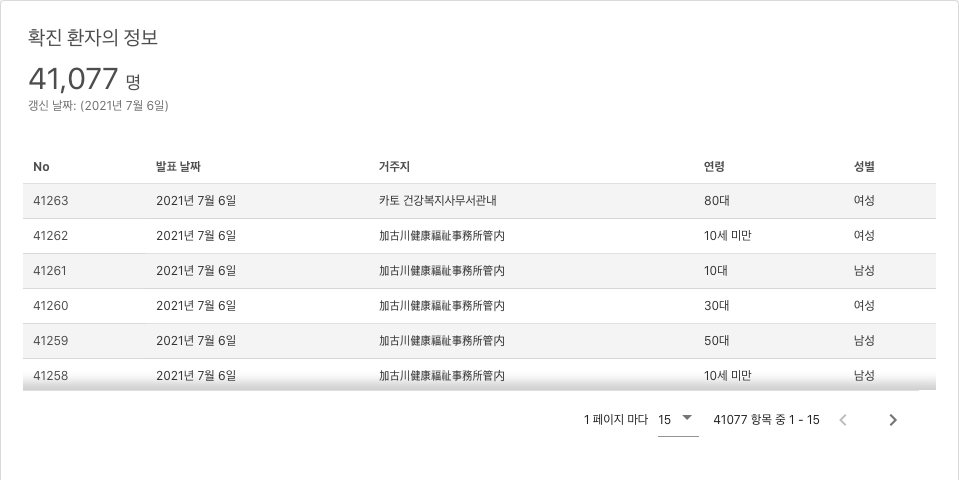 확진 환자의 정보
41,077 명
갱신 날짜: (2021년 7월 6일)
No 발표 날짜 거주지 연령 성별
41263 2021년 7월 6일 카토 건강복지사무서관내 80대 여성
41262 2021년 7월 6일 加古川健康福祉事務所管内 10세 미만 여성
41261 2021년 7월 6일 加古川健康福祉事務所管内 10대 남성
41260 2021년 7월 6일 加古川健康福祉事務所管内 30대 여성
41259 2021년 7월 6일 加古川健康福祉事務所管内 50대 남성
41258 2021년 7월 6일 加古川健康福祉事務所管内 10세 미만 남성
1 페이지 마다 15 41077 항목 중 1 - 15